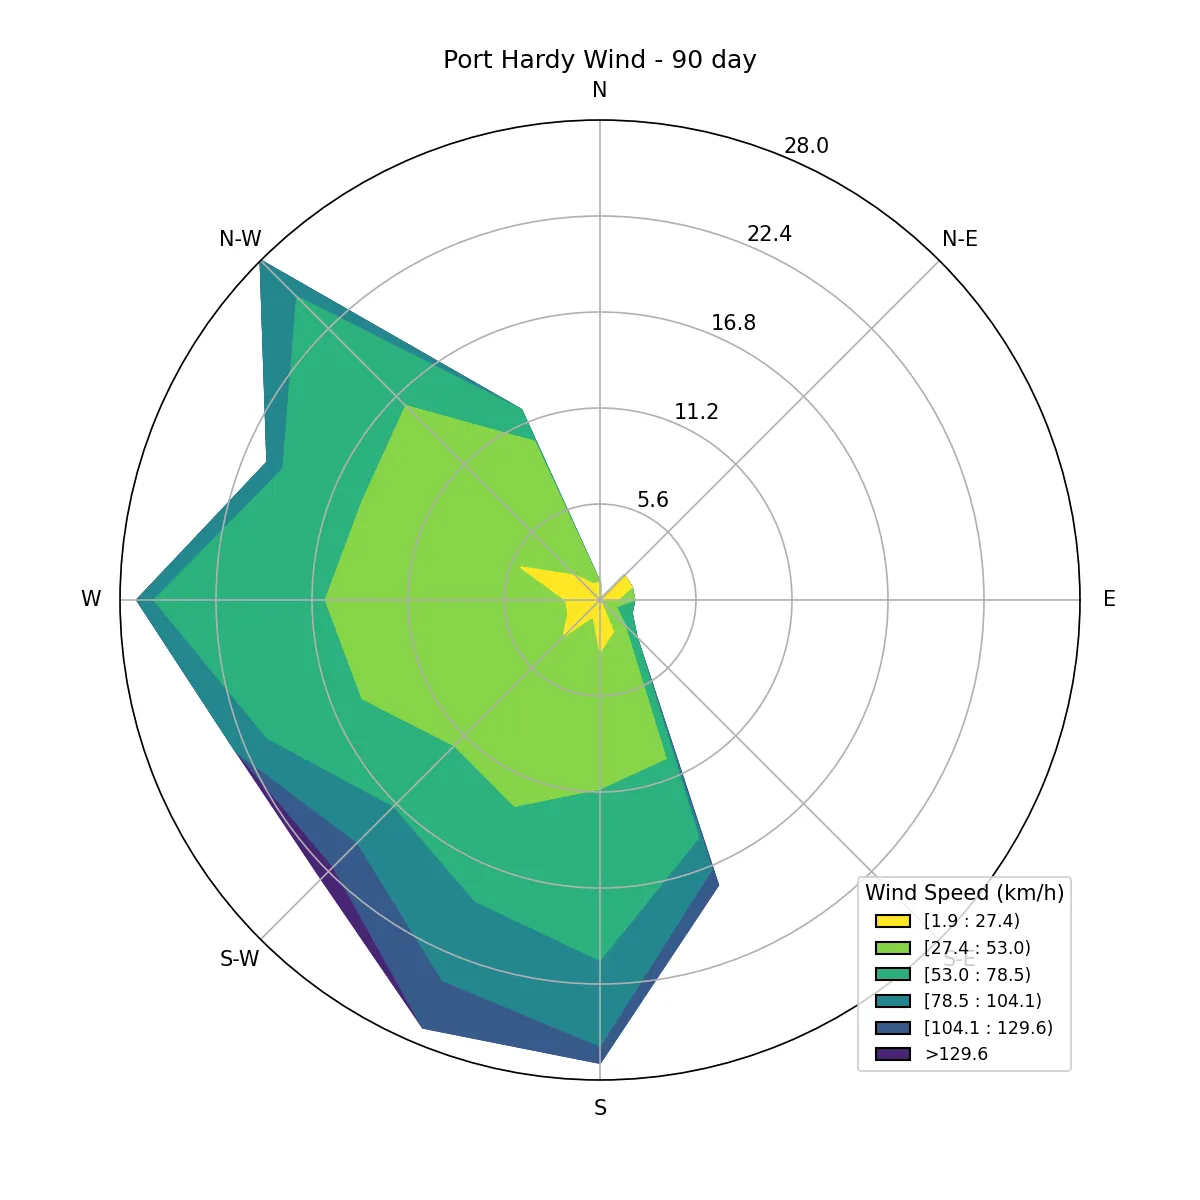 Port Hardy Wind - 90 day
N
28.0
N-W
22.4
N-E
16.8
11.2
5.6
W
E
S-W
S-E
S
Wind Speed (km/h)
[1.9 : 27.4)
[27.4 : 53.0)
[53.0 : 78.5)
[78.5 : 104.1)
[104.1 : 129.6)
>129.6